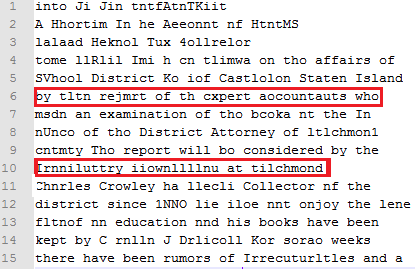 1 into Ji Jin tntfAtnTKiit
2 A Hhortim In he Aeeonnt nf HtntMS
3 lalaad Heknol Tux 4ollrelor
4 tome llRlil Imi h cn tlimwa on tho affairs of
5 SVhool District Ko iof Castlolon Staten Island
6 by tltn rejmrt of th cxpert aocountauts who
7 msdn an examination of tho bcoka nt the In
8 nUnco of tho District Attorney of ltlchmon1
9 cntmty Tho report will bo considered by the
10 Irnniluttry iiownllllnu at tilchmond
11 Chnrles Crowley ha llecli Collector nf the
12 district since 1NNO lie iloe nnt onjoy the lene
13 fltnof nn education nnd his books have been
14 kept by C rnlln J Drlicoll Kor sorao weeks
15 there have been rumors of Irrecuturltles and a